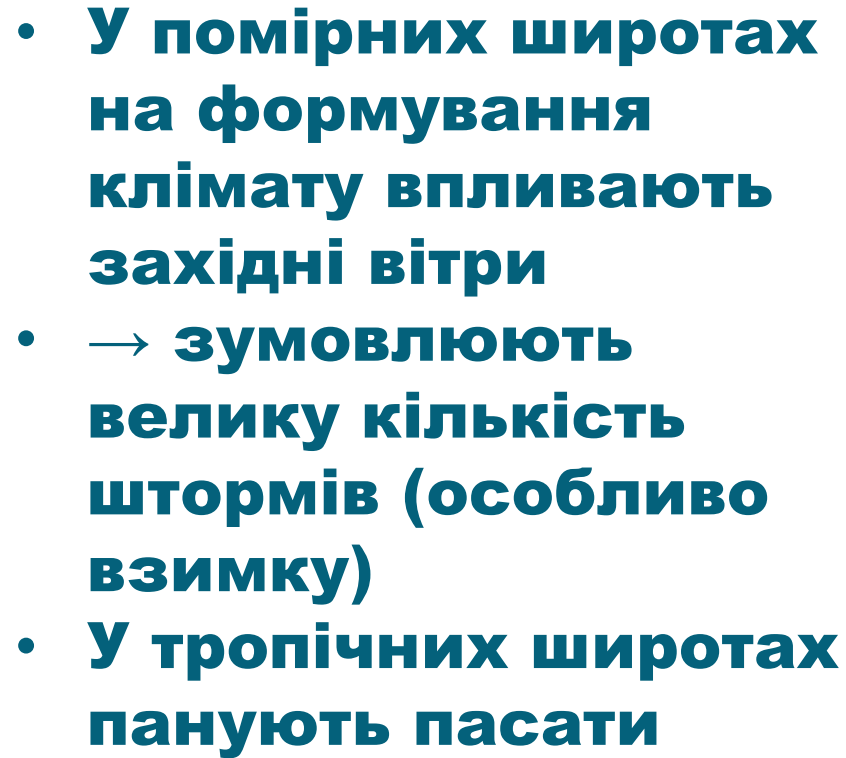 • У помірних широтах
на формування
клімату впливають
західні вітри
• → зумовлюють
велику кількість
штормів (особливо
взимку)
• У тропічних широтах
панують пасати